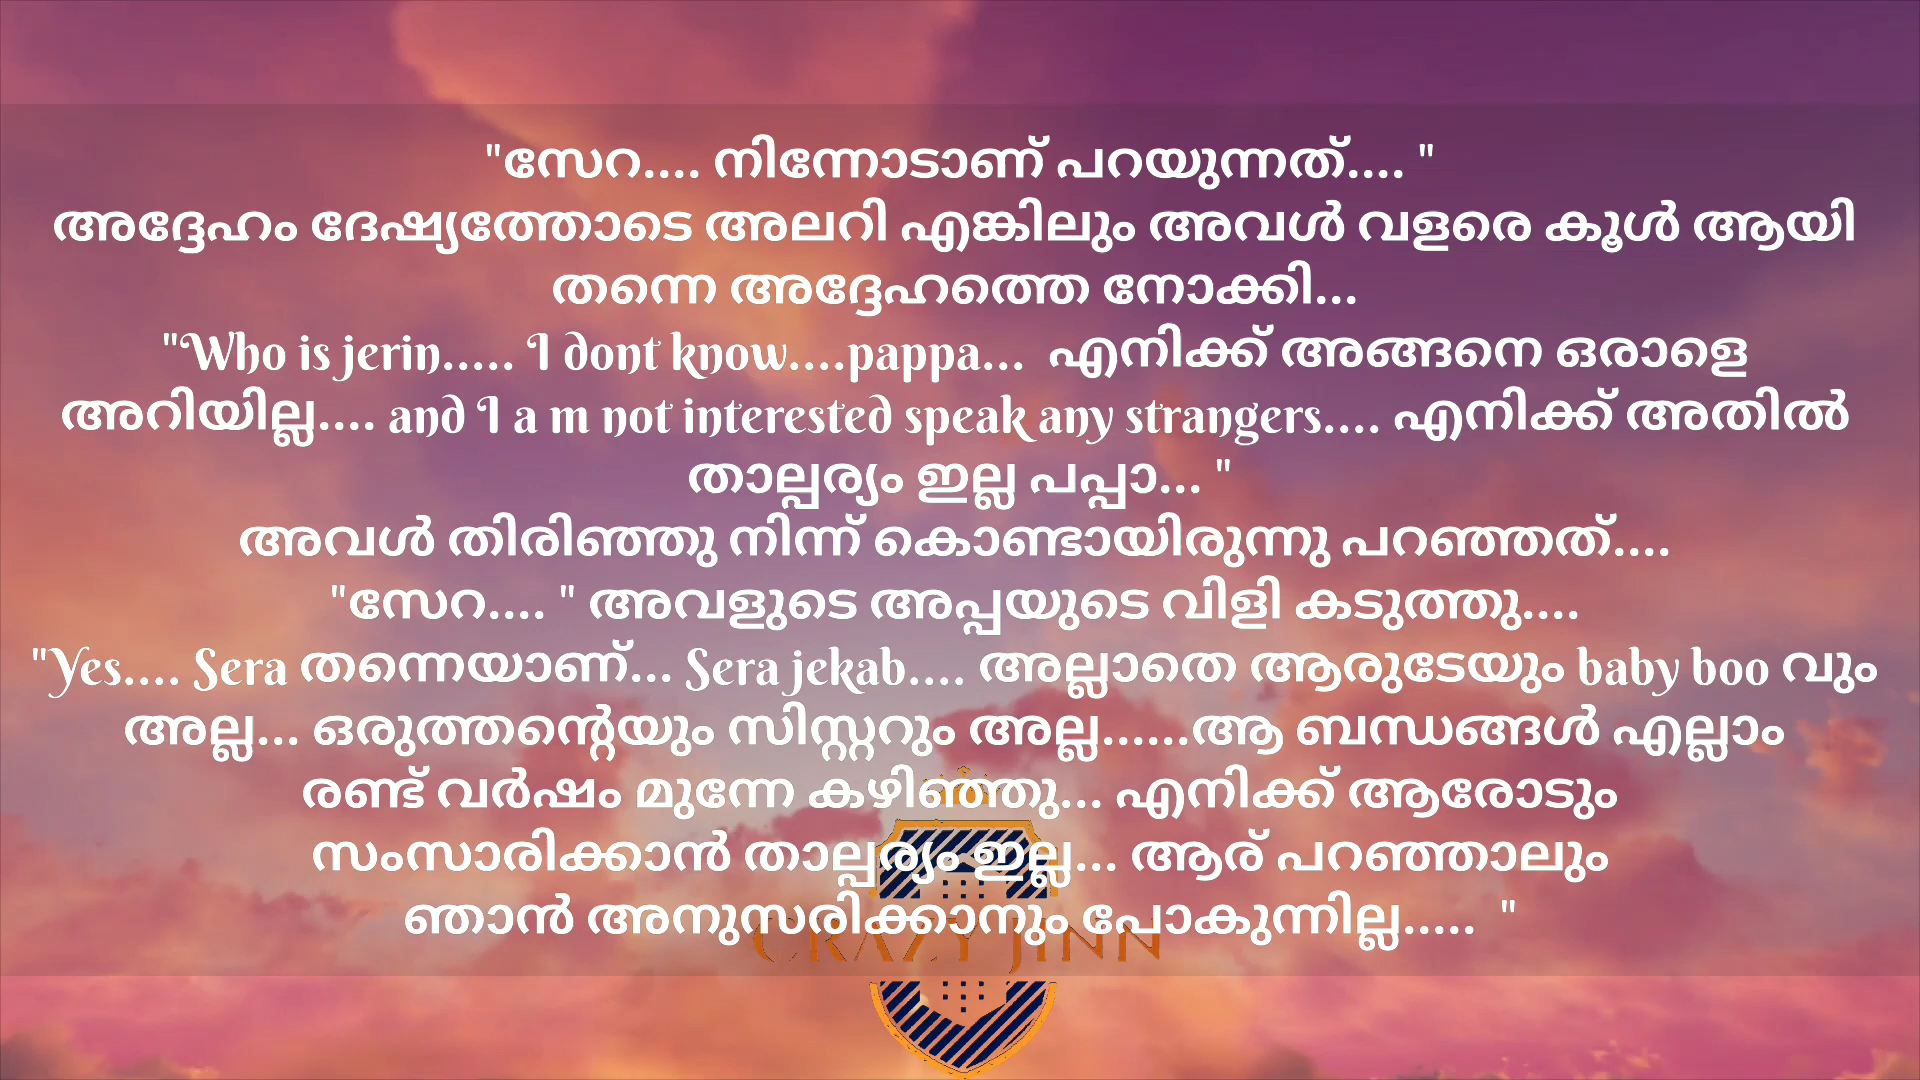 "സേറ.... നിന്നോടാണ് പറയുന്നത്.... "
അദ്ദേഹം ദേഷ്യത്തോടെ അലറി എങ്കിലും അവൾ വളരെ കൂൾ ആയി
തന്നെ അദ്ദേഹത്തെ നോക്കി...
"Who is jerin..... I dont know....pappa...  എനിക്ക് അങ്ങനെ ഒരാളെ
അറിയില്ല.... and I a m not interested speak any strangers.... എനിക്ക് അതിൽ
താല്പര്യം ഇല്ല പപ്പാ... "
അവൾ തിരിഞ്ഞു നിന്ന് കൊണ്ടായിരുന്നു പറഞ്ഞത്....
"സേറ.... " അവളുടെ അപ്പയുടെ വിളി കടുത്തു....
"Yes.... Sera തന്നെയാണ്... Sera jekab.... അല്ലാതെ ആരുടേയും baby boo വും
അല്ല... ഒരുത്തന്റെയും സിസ്റ്ററും അല്ല......ആ ബന്ധങ്ങൾ എല്ലാം
രണ്ട് വർഷം മുന്നേ കഴിഞ്ഞു... എനിക്ക് ആരോടും
സംസാരിക്കാൻ താല്പര്യം ഇല്ല... ആര് പറഞ്ഞാലും
ഞാൻ അനുസരിക്കാനും പോകുന്നില്ല.....  "
CRAZY JINN